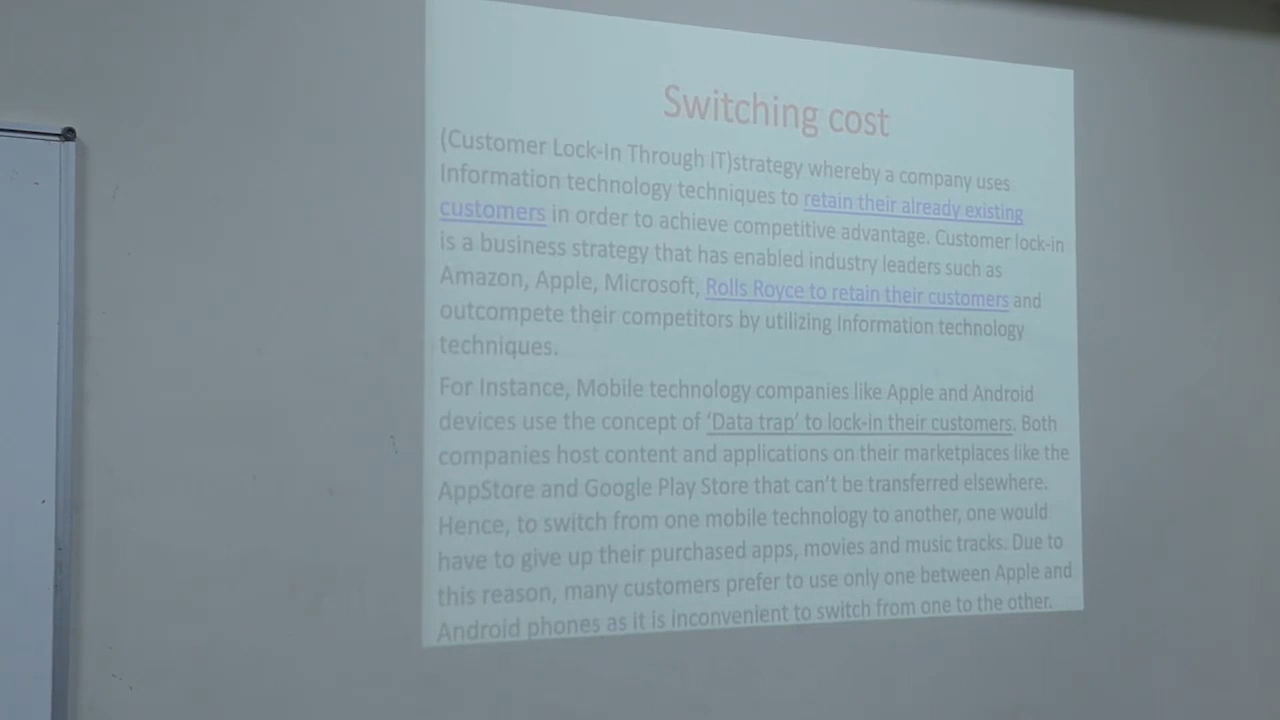 Switching cost
(Customer Lock-In Through IT)strategy whereby a company uses
Information technology techniques to retain their already existing
customers in order to achieve competitive advantage. Customer lock-in
is a business strategy that has enabled industry leaders such as
Amazon, Apple, Microsoft, Rolls Royce to retain their customers and
outcompete their competitors by utilizing Information technology
techniques.
For Instance, Mobile technology companies like Apple and Android
devices use the concept of ‘Data trap’ to lock-in their customers. Both
companies host content and applications on their marketplaces like the
AppStore and Google Play Store that can’t be transferred elsewhere.
Hence, to switch from one mobile technology to another, one would
have to give up their purchased apps, movies and music tracks. Due to
this reason, many customers prefer to use only one between Apple and
Android phones as it is inconvenient to switch from one to the other.